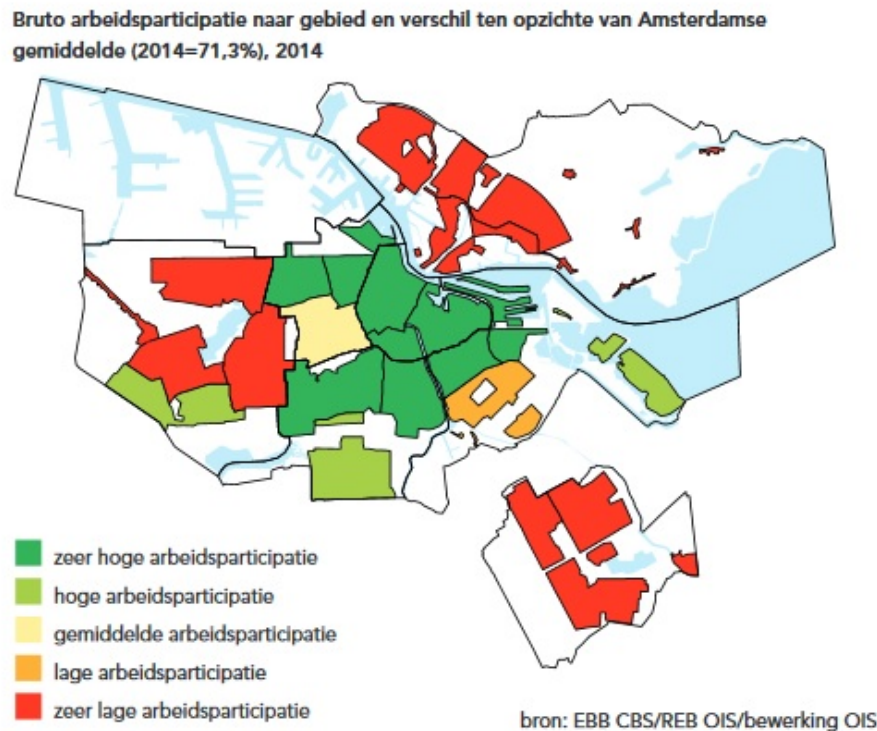 Bruto arbeidsparticipatie naar gebied en verschil ten opzichte van Amsterdamse
gemiddelde (2014=71,3%), 2014
zeer hoge arbeidsparticipatie
hoge arbeidsparticipatie
gemiddelde arbeidsparticipatie
lage arbeidsparticipatie
zeer lage arbeidsparticipatie
bron: EBB CBS/REB OIS/bewerking OIS